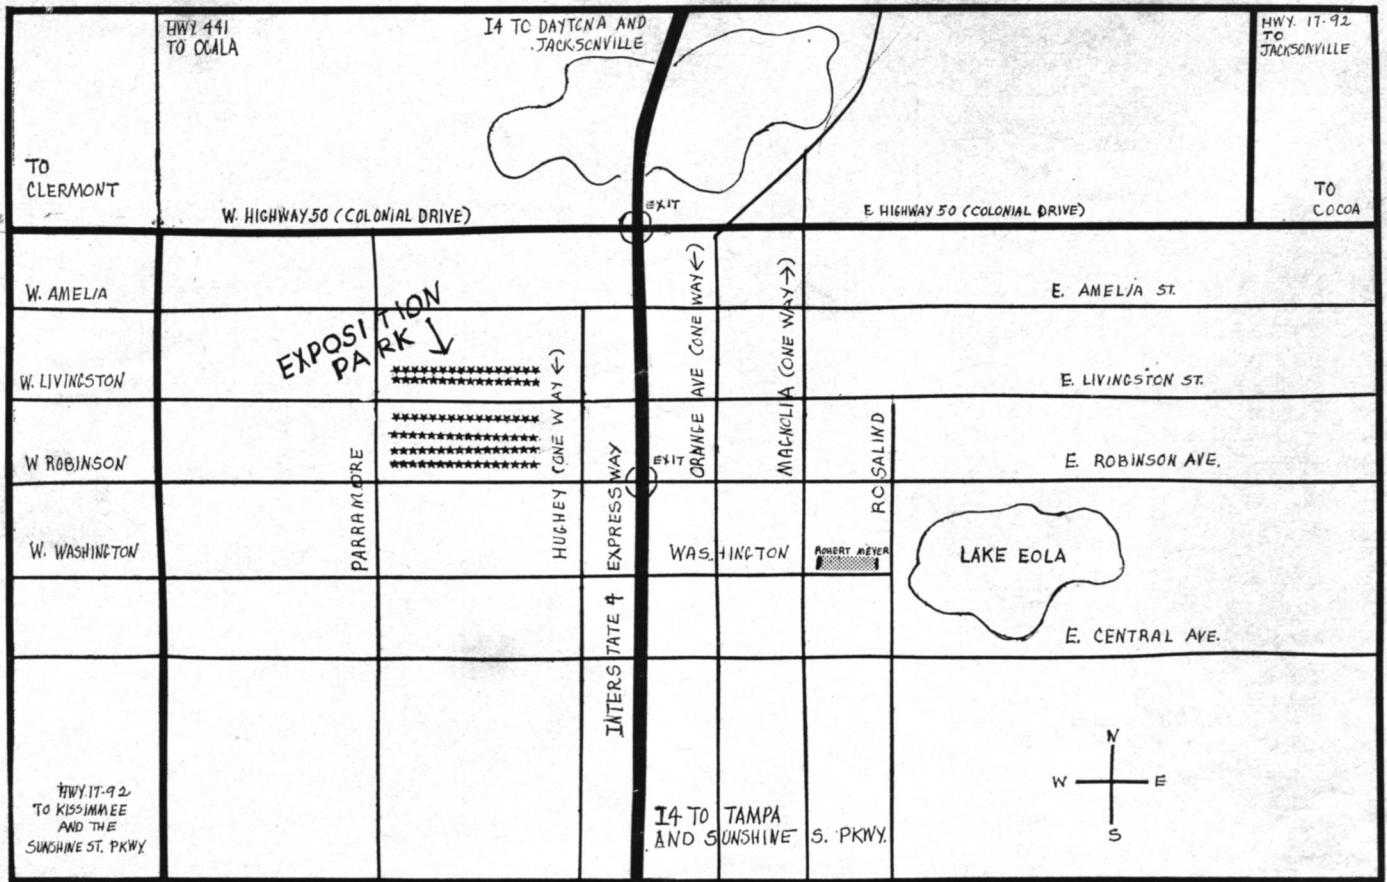 HWY 441
TO OCALA
I4 TO DAYTONA AND
JACKSONVILLE
HWY. 17-92
TO
JACKSONVILLE
TO
CLERMONT
TO
COCOA
W. HIGHWAY 50 (COLONIAL DRIVE)
EXIT
E HIGHWAY 50 (COLONIAL DRIVE)
W. AMELIA
E. AMELIA ST.
EXPOSITION
PARK
W. LIVINGSTON
E. LIVINGSTON ST.
W ROBINSON
EXIT
E. ROBINSON AVE.
PARRAMORE
HUGHEY (ONE WAY ←)
INTERSTATE 4 EXPRESSWAY
ORANGE AVE (ONE WAY ←)
MAGNOLIA (ONE WAY →)
ROSALIND
W. WASHINGTON
WASHINGTON
ROBERT MEYER
LAKE EOLA
E. CENTRAL AVE.
HWY. 17-92
TO KISSIMMEE
AND THE
SUNSHINE ST. PKWY.
I4 TO TAMPA
AND SUNSHINE S. PKWY.
N
W E
S